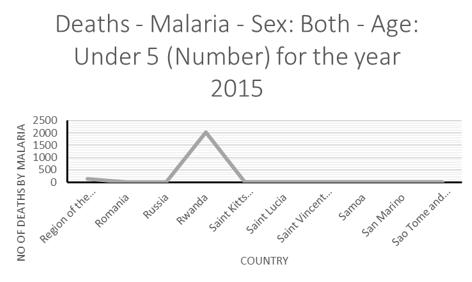 Deaths - Malaria - Sex: Both - Age:
Under 5 (Number) for the year
2015
NO OF DEATHS BY MALARIA
2500
2000
1500
1000
500
0
Region of the...
Romania
Russia
Rwanda
Saint Kitts...
Saint Lucia
Saint Vincent...
Samoa
San Marino
Sao Tome and...
COUNTRY